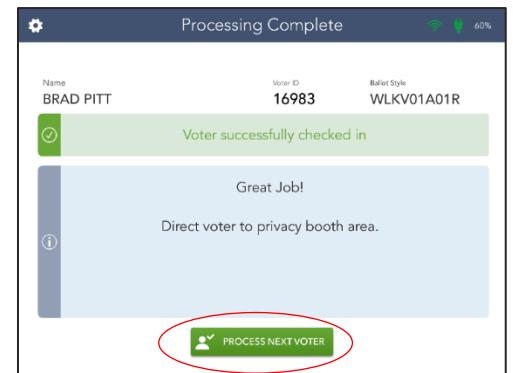 Processing Complete
60%
Name Voter ID Ballot Style
BRAD PITT 16983 WLKV01A01R
Voter successfully checked in
Great Job!
Direct voter to privacy booth area.
PROCESS NEXT VOTER